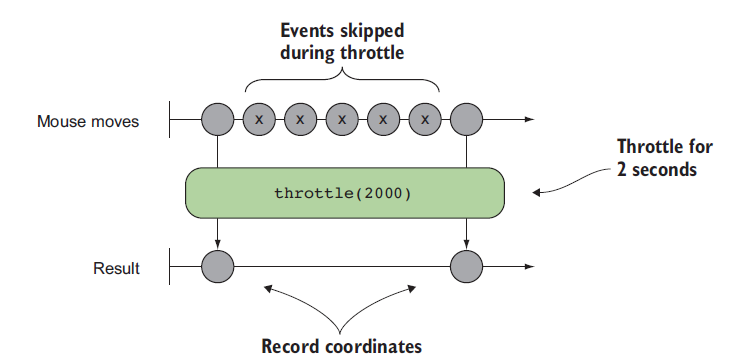 Events skipped
during throttle
Mouse moves
x x x x x
Throttle for
2 seconds
throttle(2000)
Result
Record coordinates